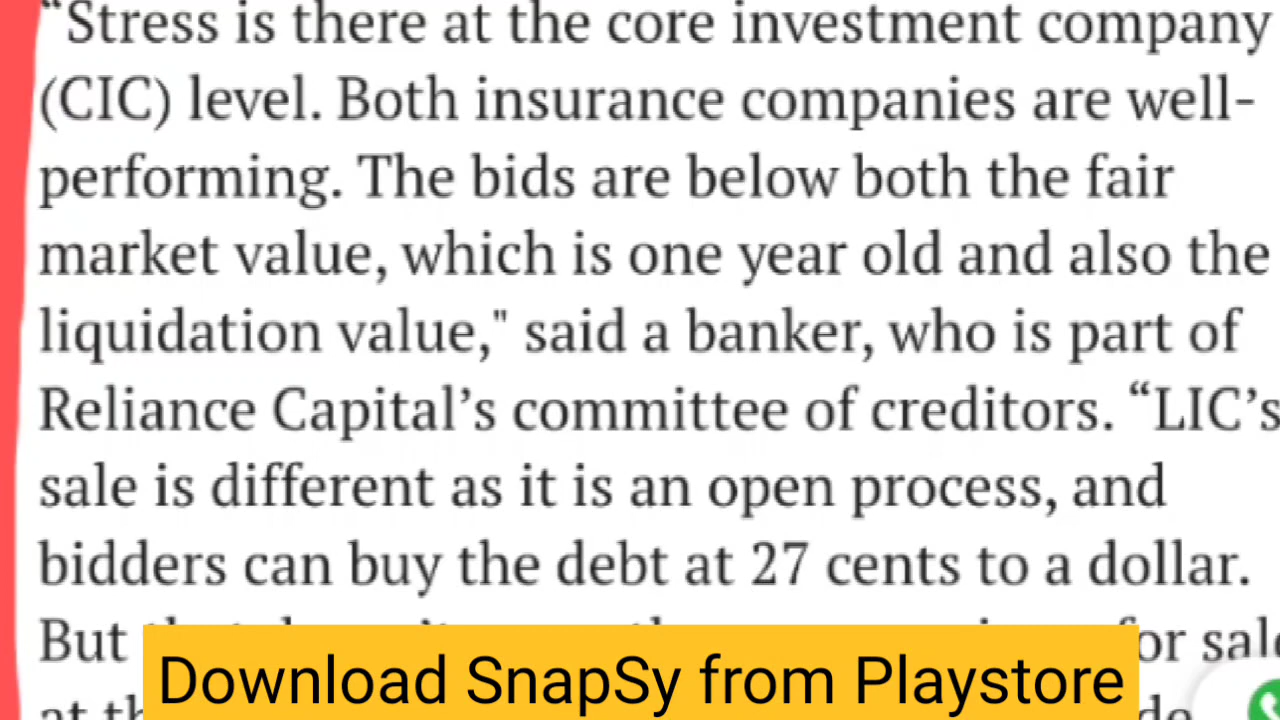 “Stress is there at the core investment company
(CIC) level. Both insurance companies are well-
performing. The bids are below both the fair
market value, which is one year old and also the
liquidation value," said a banker, who is part of
Reliance Capital’s committee of creditors. “LIC’s
sale is different as it is an open process, and
bidders can buy the debt at 27 cents to a dollar.
But for
Download SnapSy from Playstore
at